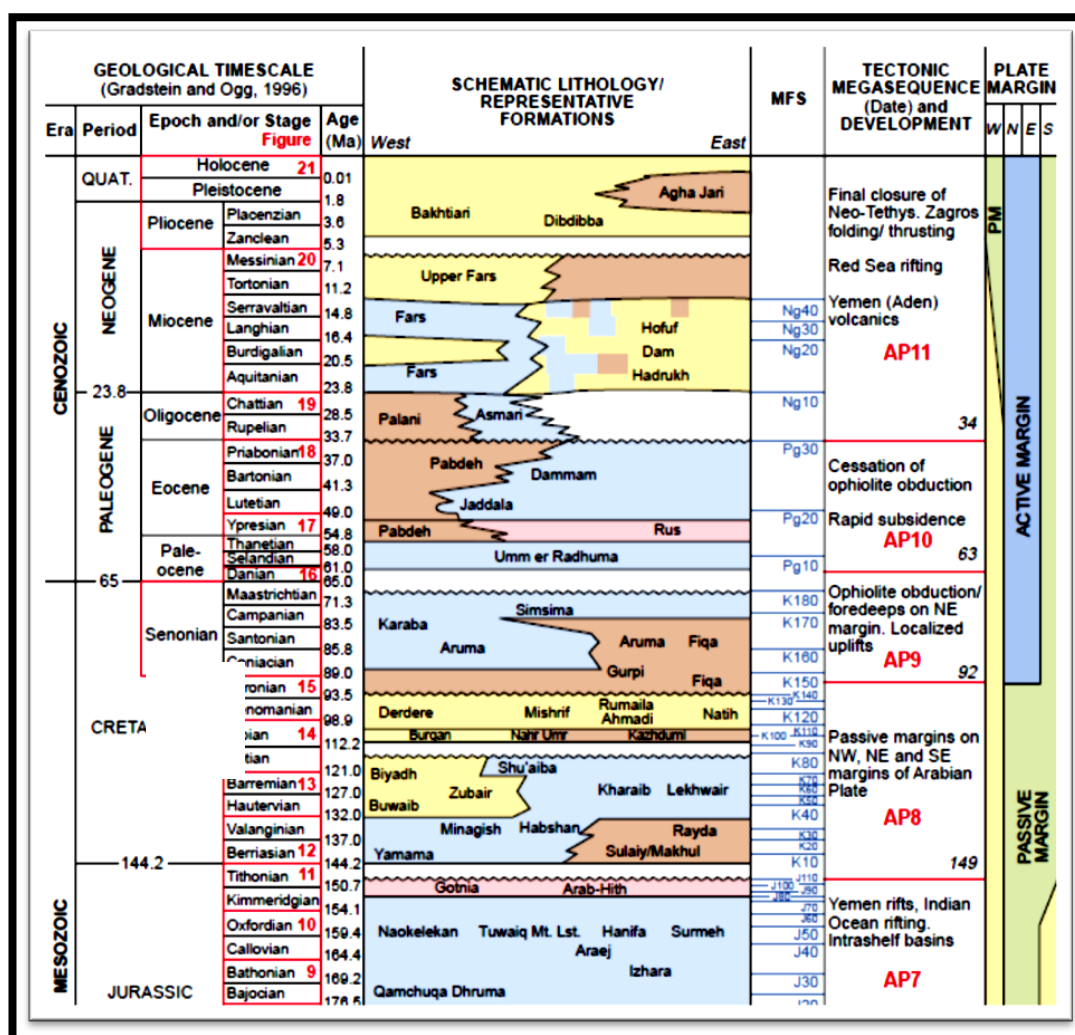 GEOLOGICAL TIMESCALE
(Gradstein and Ogg, 1996)
Era Period Epoch and/or Stage
Figure
Age
(Ma)
SCHEMATIC LITHOLOGY/
REPRESENTATIVE
FORMATIONS
West East
MFS
TECTONIC
MEGASEQUENCE
(Date) and
DEVELOPMENT
PLATE
MARGIN
W N E S
CENOZOIC
MESOZOIC
QUAT.
NEOGENE
23.8
PALEOGENE
65
CRETA
144.2
JURASSIC
Holocene 21
0.01
Pleistocene
1.8
Pliocene
Placenzian
3.6
Zanclean
5.3
Miocene
Messinian 20
7.1
Tortonian
11.2
Serravaltian
14.8
Langhian
16.4
Burdigalian
20.5
Aquitanian
23.8
Oligocene
Chattian 19
28.5
Rupelian
33.7
Eocene
Priabonian 18
37.0
Bartonian
41.3
Lutetian
49.0
Ypresian 17
54.8
Pale-
ocene
Thanetian
58.0
Selandian
61.0
Danian 16
65.0
Senonian
Maastrichtian
71.3
Campanian
83.5
Santonian
85.8
Coniacian
89.0
ronian 15
93.5
nomanian
98.9
bian 14
112.2
tian
121.0
Barremian 13
127.0
Hautervian
132.0
Valanginian
137.0
Berriasian 12
144.2
Tithonian 11
150.7
Kimmeridgian
154.1
Oxfordian 10
159.4
Callovian
164.4
Bathonian 9
169.2
Bajocian
176.5
Agha Jari
Bakhtiari Dibdibba
Upper Fars
Fars
Hofuf
Dam
Fars Hadrukh
Palani Asmari
Pabdeh
Dammam
Jaddala
Pabdeh Rus
Umm er Radhuma
Simsima
Karaba
Aruma Aruma Fiqa
Gurpi
Fiqa
Derdere Mishrif Rumaila
Ahmadi Natih
Burgan Nahr Umr Kazhdumi
Shu'aiba
Biyadh
Zubair Kharaib Lekhwair
Buwaib
Minagish Habshan Rayda
Yamama Sulaiy/Makhul
Gotnia Arab-Hith
Naokelekan Tuwaiq Mt. Lst. Hanifa Surmeh
Araej
Izhara
Qamchuqa Dhruma
Ng40
Ng30
Ng20
Ng10
Pg30
Pg20
Pg10
K180
K170
K160
K150
K140
K130
K120
K110
K100
K90
K80
K70
K60
K50
K40
K30
K20
K10
J110
J100
J90
J80
J70
J60
J50
J40
J30
Final closure of
Neo-Tethys. Zagros
folding/ thrusting
Red Sea rifting
Yemen (Aden)
volcanics
AP11
34
Cessation of
ophiolite obduction
Rapid subsidence
AP10
63
Ophiolite obduction/
foredeeps on NE
margin. Localized
uplifts
AP9
92
Passive margins on
NW, NE and SE
margins of Arabian
Plate
AP8
149
Yemen rifts, Indian
Ocean rifting.
Intrashelf basins
AP7
PM
ACTIVE MARGIN
PASSIVE
MARGIN